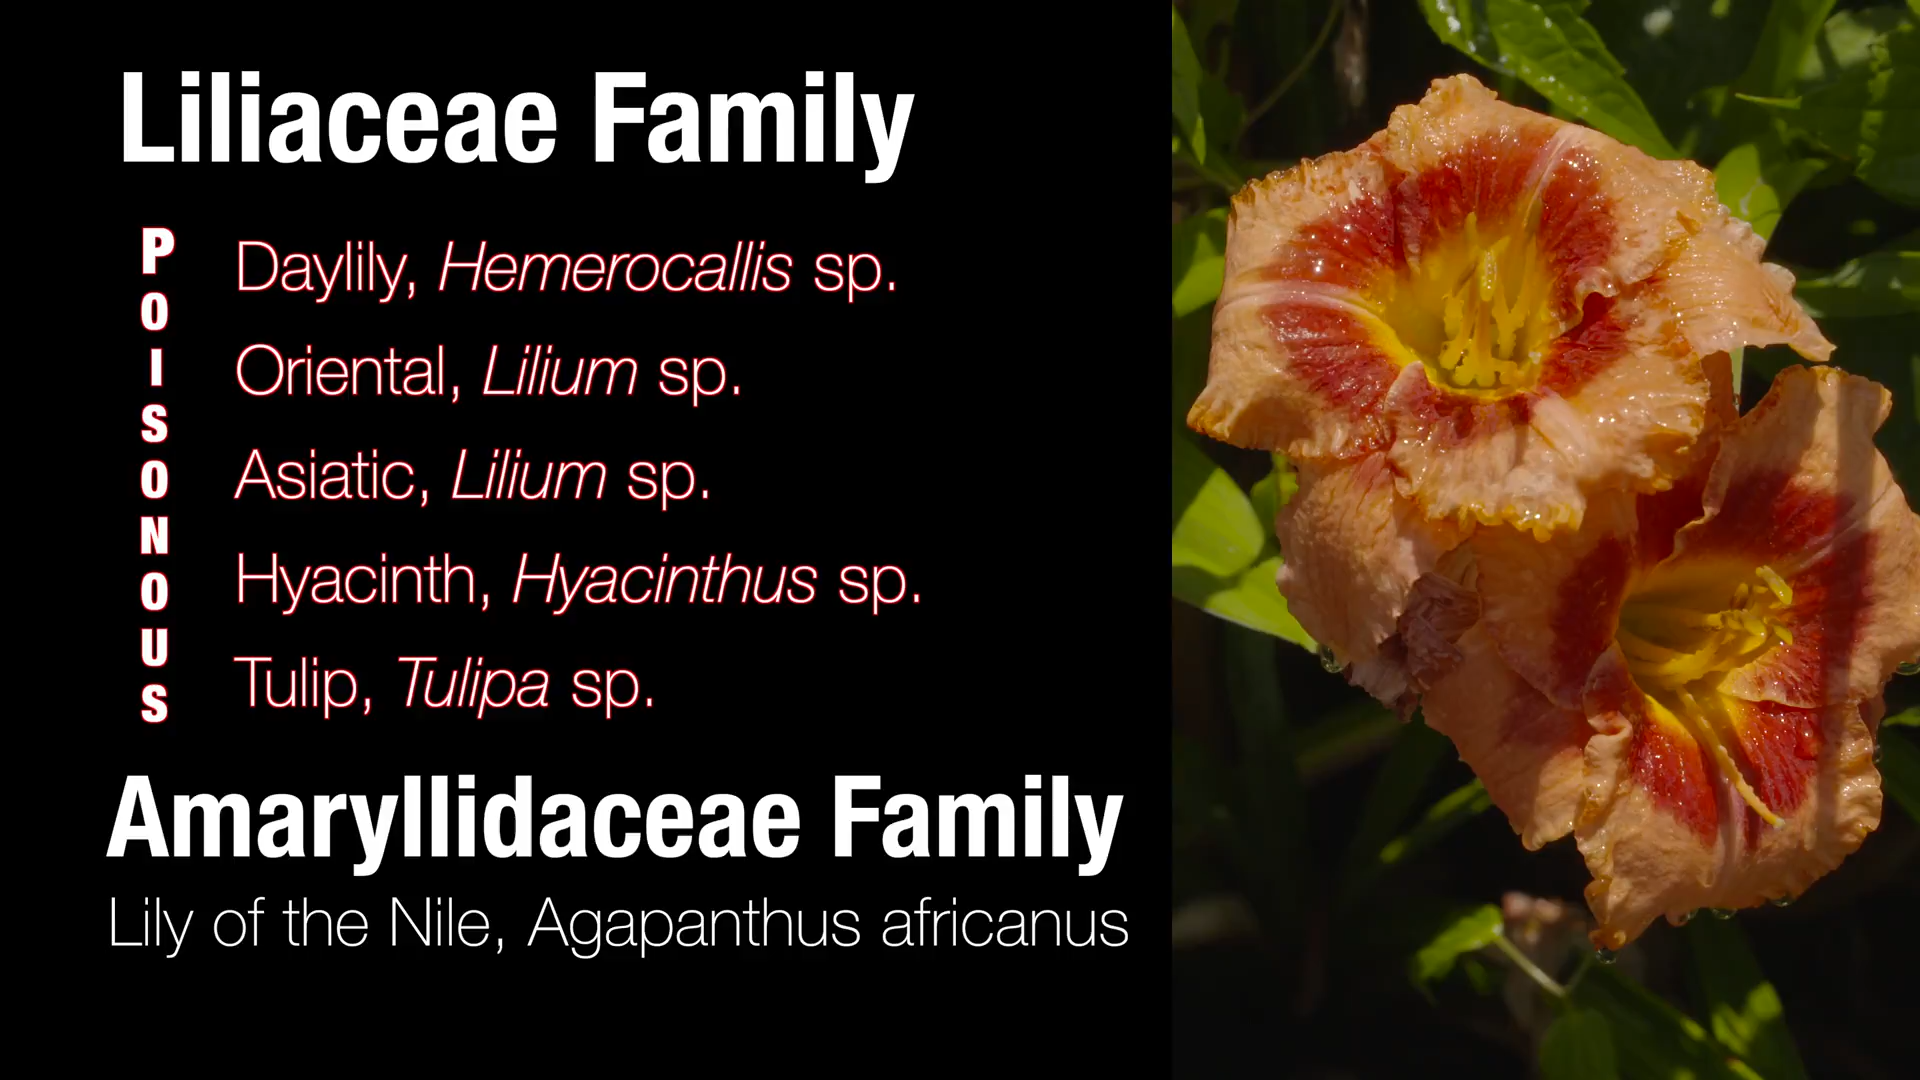 Liliaceae Family
POISONOUS
Daylily, Hemerocallis sp.
Oriental, Lilium sp.
Asiatic, Lilium sp.
Hyacinth, Hyacinthus sp.
Tulip, Tulipa sp.
Amaryllidaceae Family
Lily of the Nile, Agapanthus africanus